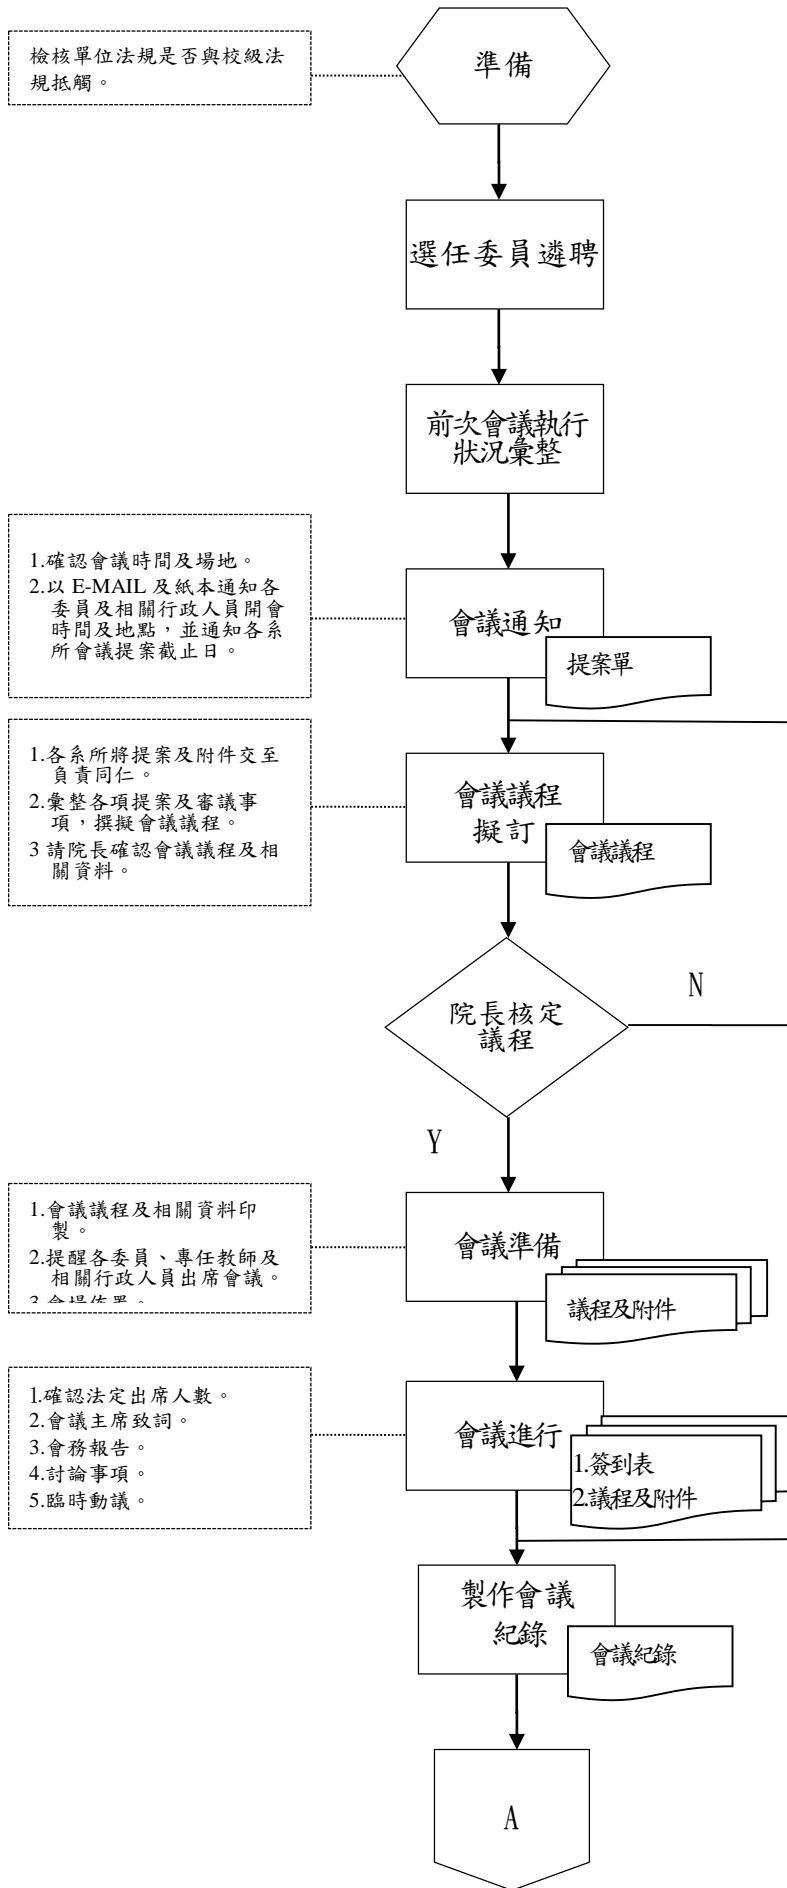 檢核單位法規是否與校級法
規抵觸。
準備
選任委員遴聘
前次會議執行
狀況彙整
1.確認會議時間及場地。
2.以 E-MAIL 及紙本通知各
委員及相關行政人員開會
時間及地點，並通知各系
所會議提案截止日。
會議通知
提案單
1.各系所將提案及附件交至
負責同仁。
2.彙整各項提案及審議事
項，撰擬會議議程。
3 請院長確認會議議程及相
關資料。
會議議程
擬訂
會議議程
院長核定
議程
N
Y
1.會議議程及相關資料印
製。
2.提醒各委員、專任教師及
相關行政人員出席會議。
會議準備
議程及附件
1.確認法定出席人數。
2.會議主席致詞。
3.會務報告。
4.討論事項。
5.臨時動議。
會議進行
1.簽到表
2.議程及附件
製作會議
紀錄
會議紀錄
A